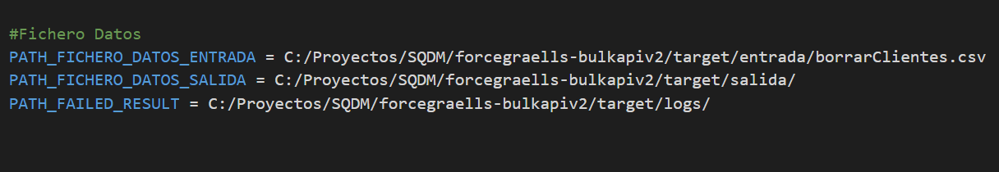 #Fichero Datos
PATH_FICHERO_DATOS_ENTRADA = C:/Proyectos/SQDM/forcegraells-bulkapiv2/target/entrada/borrarClientes.csv
PATH_FICHERO_DATOS_SALIDA = C:/Proyectos/SQDM/forcegraells-bulkapiv2/target/salida/
PATH_FAILED_RESULT = C:/Proyectos/SQDM/forcegraells-bulkapiv2/target/logs/